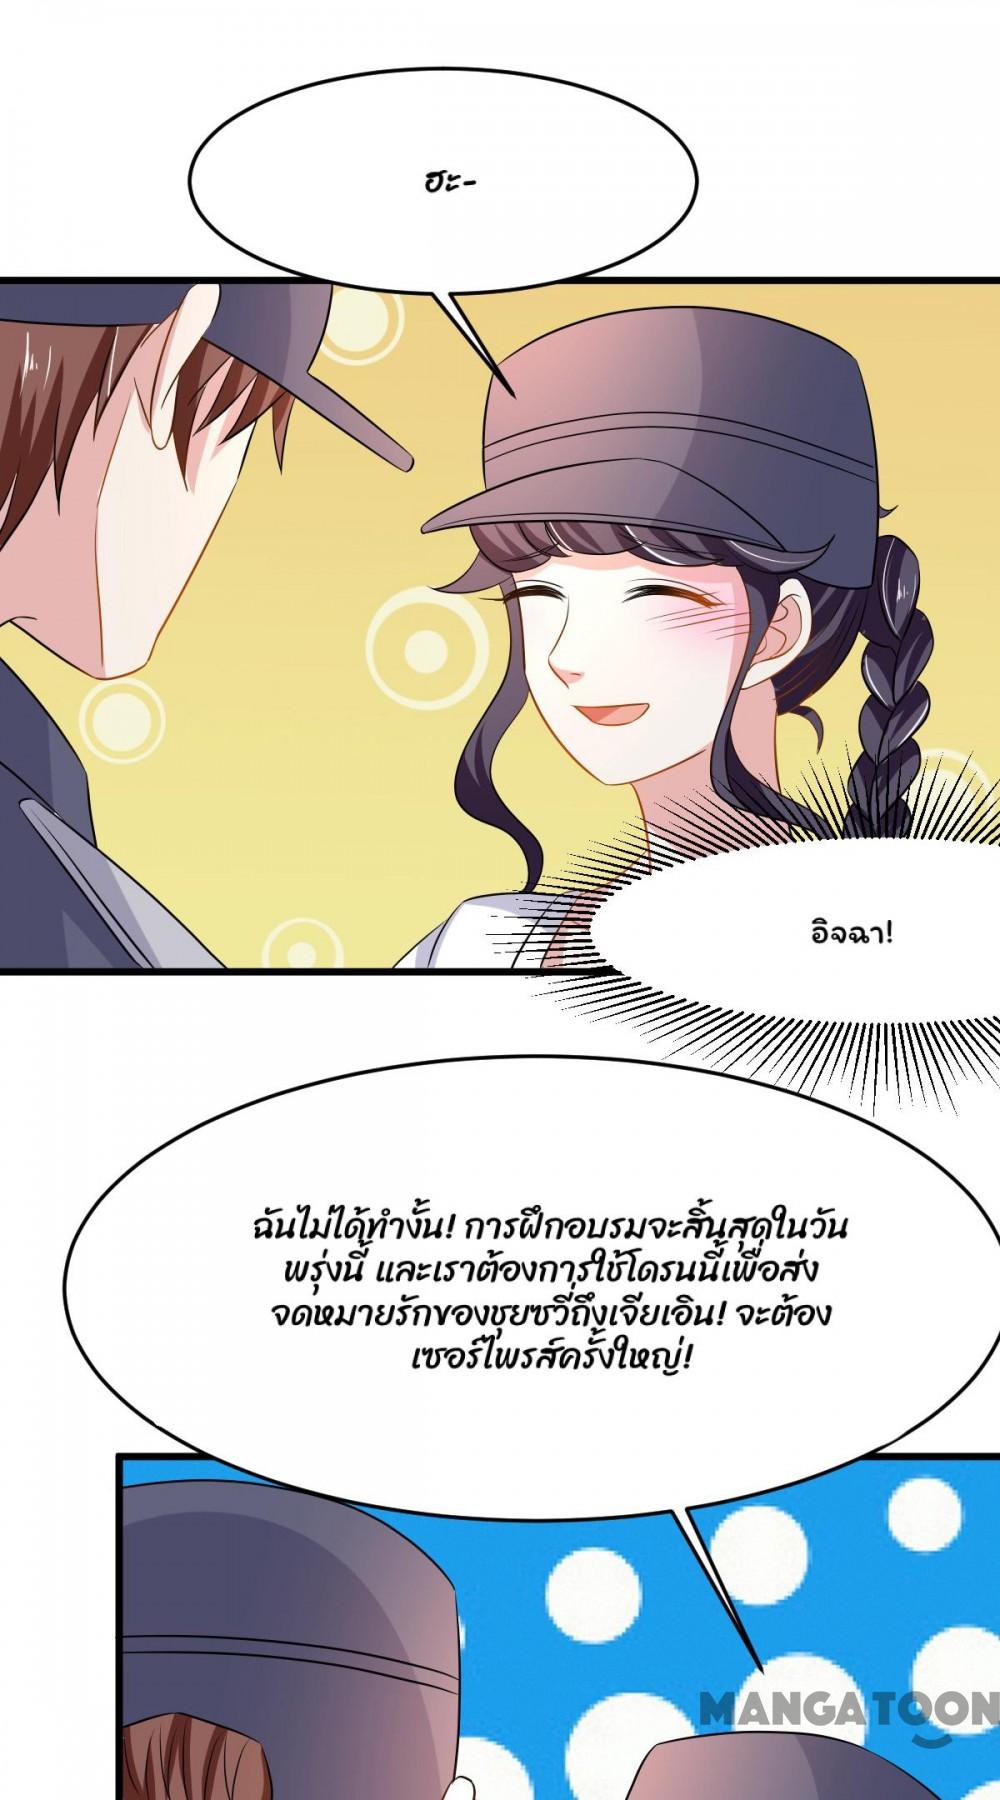 ฮะ-
อิจฉา!
ฉันไม่ได้ทำงั้น! การฝึกอบรมจะสิ้นสุดในวัน
พรุ่งนี้ และเราต้องการใช้โดรนนี้เพื่อส่ง
จดหมายรักของชุยซวี่ถึงเจียเอิน! จะต้อง
เซอร์ไพรส์ครั้งใหญ่!
MANGATOON